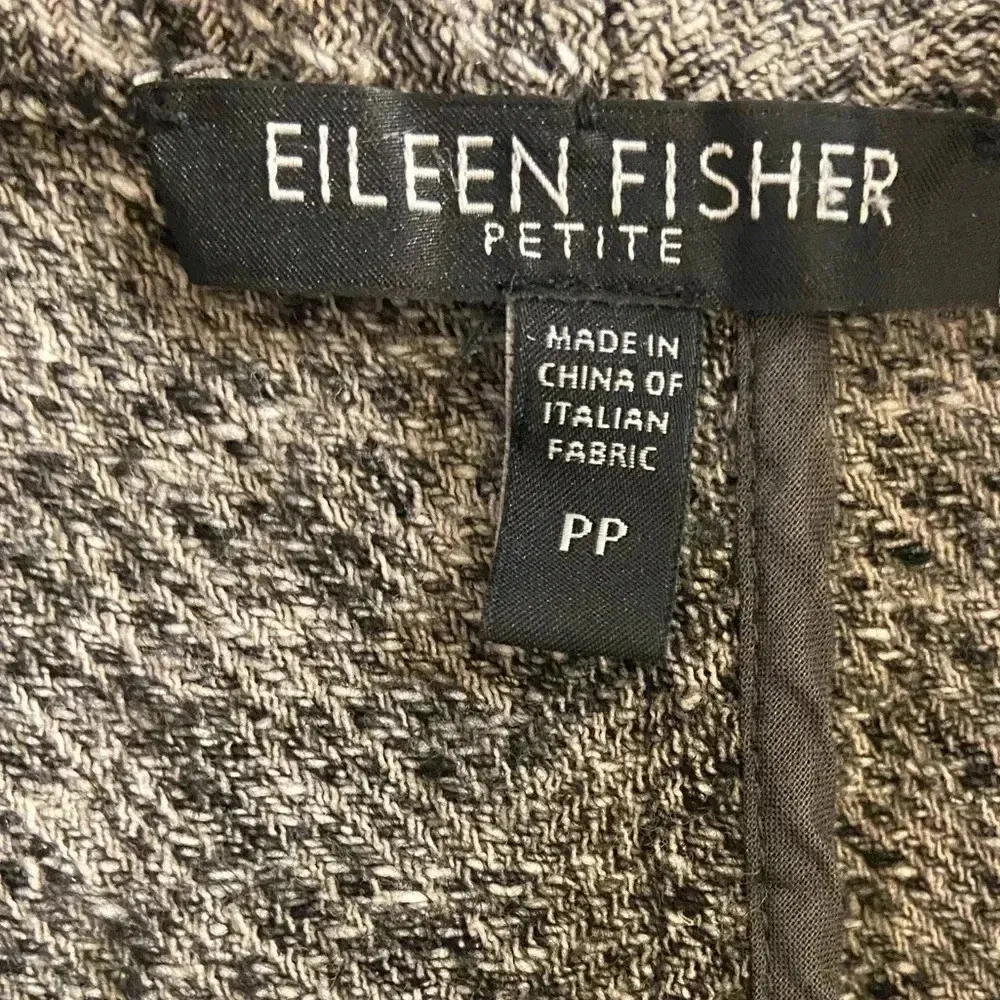 EILEEN FISHER
PETITE
MADE IN
CHINA OF
ITALIAN
FABRIC
PP